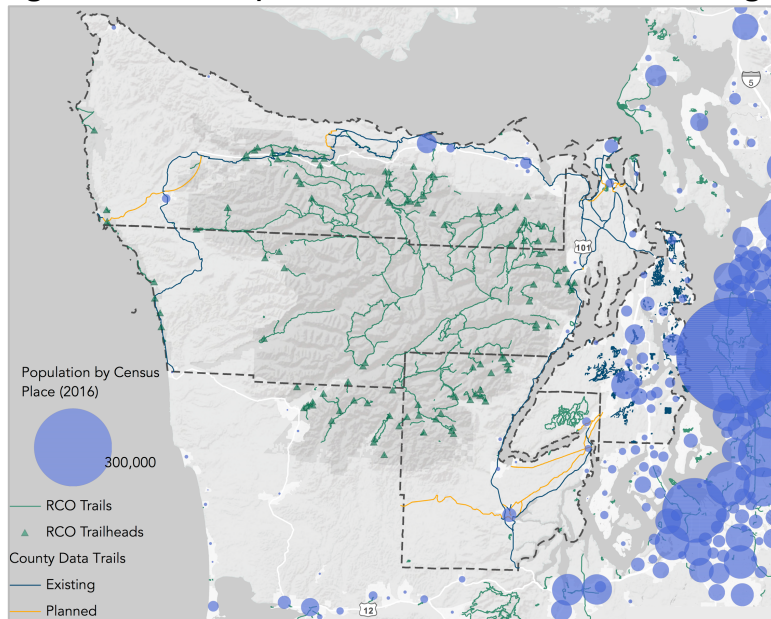 5
101
Population by Census
Place (2016)
300,000
RCO Trails
RCO Trailheads
County Data Trails
Existing
12
Planned